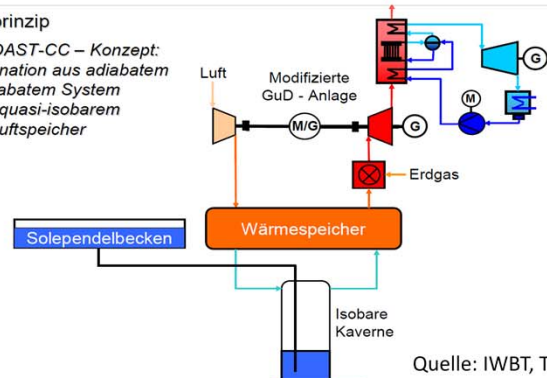 prinzip
OAST-CC – Konzept:
nation aus adiabatem
abatem System
quasi-isobarem
uftspeicher
Luft
Modifizierte
GuD - Anlage
M/G
G
G
M
Erdgas
Wärmespeicher
Solependelbecken
Isobare
Kaverne
Quelle: IWBT, T